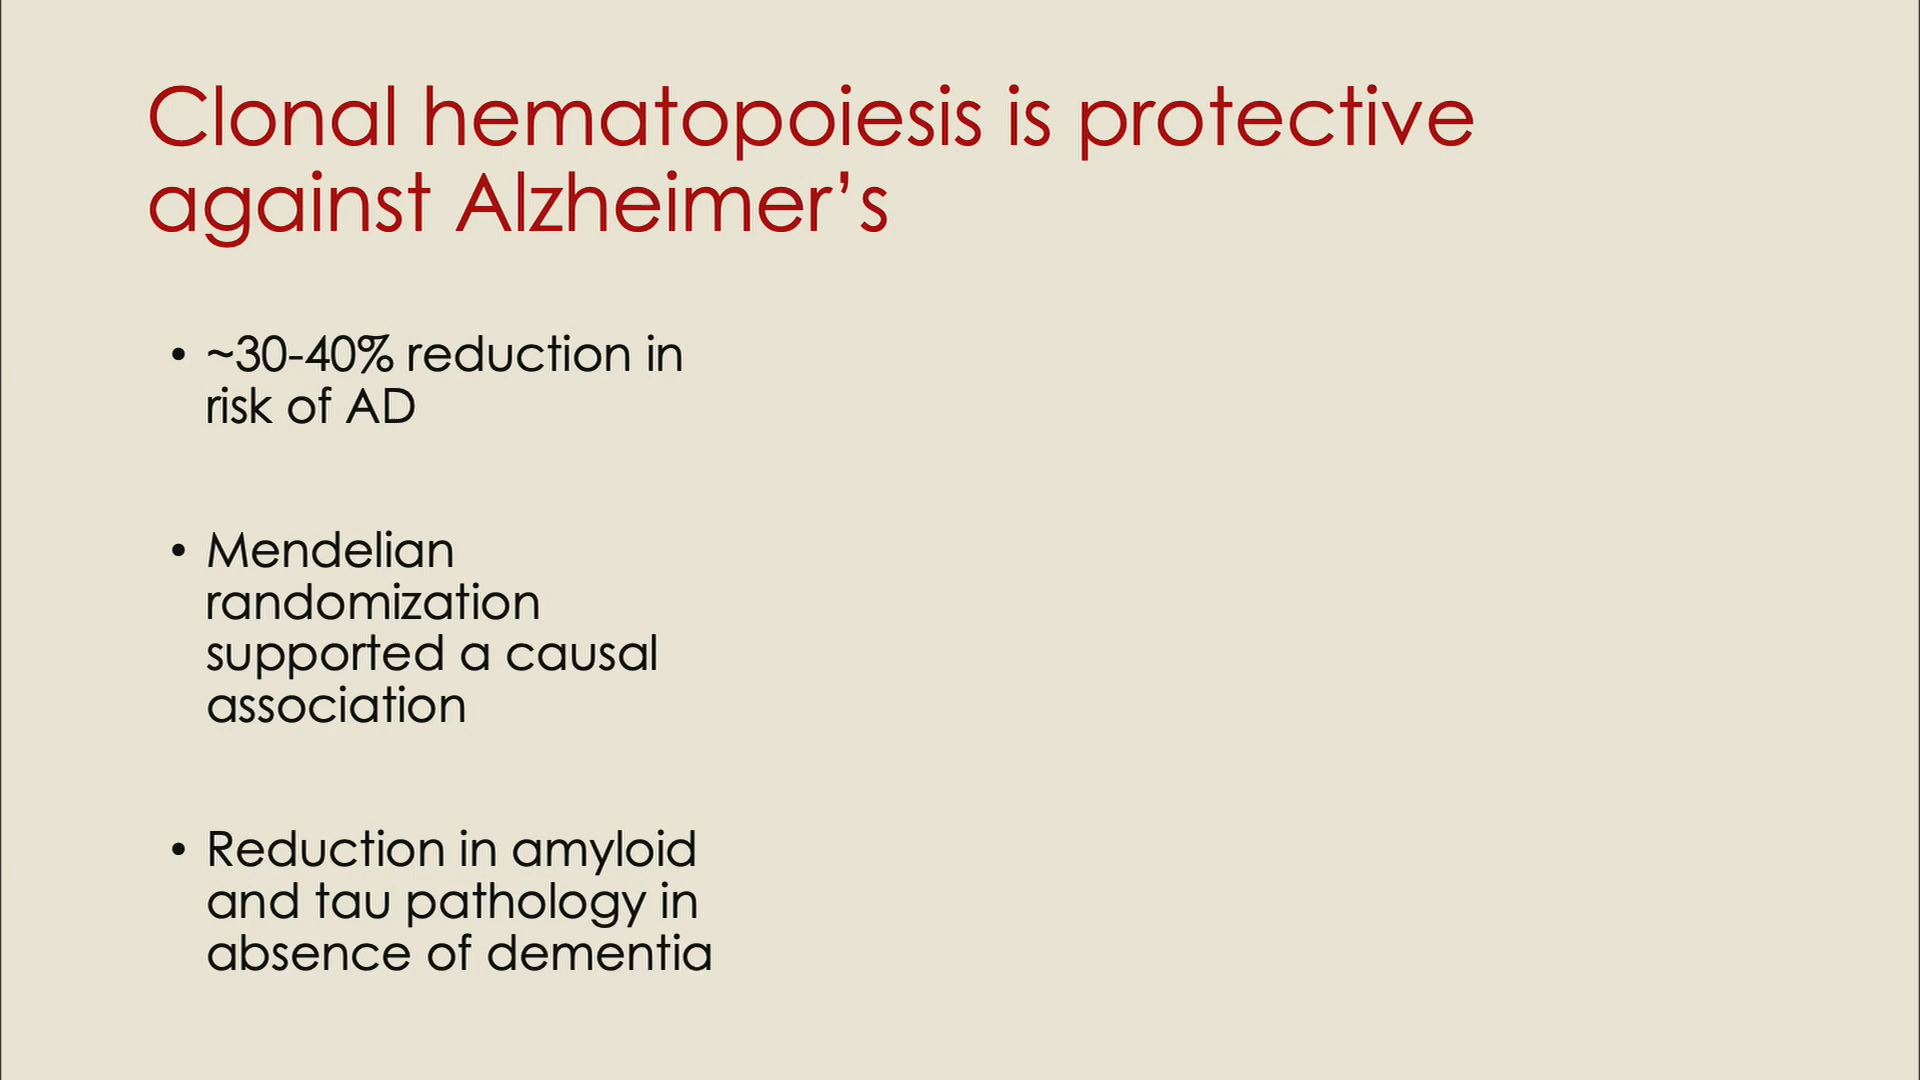 Clonal hematopoiesis is protective
against Alzheimer’s
• ~30-40% reduction in
risk of AD
• Mendelian
randomization
supported a causal
association
• Reduction in amyloid
and tau pathology in
absence of dementia